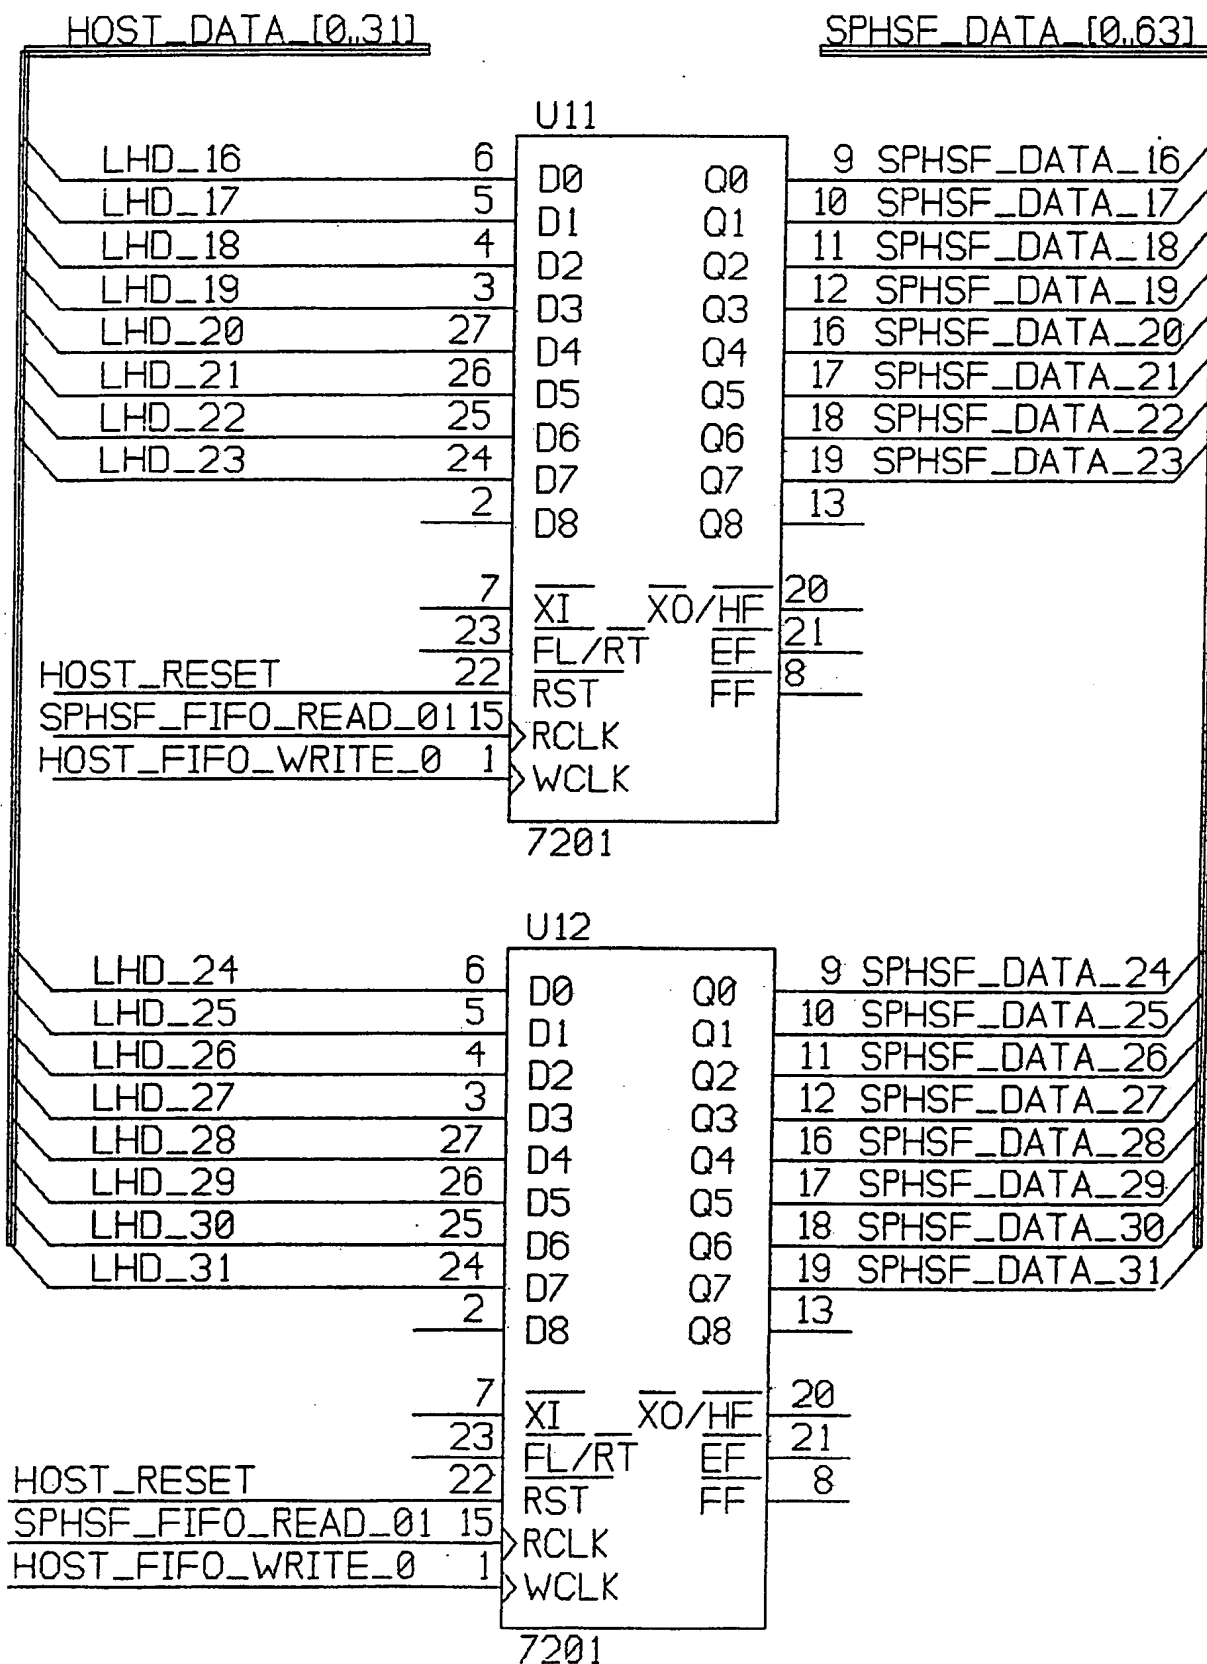 HOST_DATA_[0..31] SPHSF_DATA_[0..63]
U11
LHD_16 6 D0 Q0 9 SPHSF_DATA_16
LHD_17 5 D1 Q1 10 SPHSF_DATA_17
LHD_18 4 D2 Q2 11 SPHSF_DATA_18
LHD_19 3 D3 Q3 12 SPHSF_DATA_19
LHD_20 27 D4 Q4 16 SPHSF_DATA_20
LHD_21 26 D5 Q5 17 SPHSF_DATA_21
LHD_22 25 D6 Q6 18 SPHSF_DATA_22
LHD_23 24 D7 Q7 19 SPHSF_DATA_23
2 D8 Q8 13
7 XI XO/HF 20
23 FL/RT EF 21
HOST_RESET 22 RST FF 8
SPHSF_FIFO_READ_01 15 RCLK
HOST_FIFO_WRITE_0 1 WCLK
7201
U12
LHD_24 6 D0 Q0 9 SPHSF_DATA_24
LHD_25 5 D1 Q1 10 SPHSF_DATA_25
LHD_26 4 D2 Q2 11 SPHSF_DATA_26
LHD_27 3 D3 Q3 12 SPHSF_DATA_27
LHD_28 27 D4 Q4 16 SPHSF_DATA_28
LHD_29 26 D5 Q5 17 SPHSF_DATA_29
LHD_30 25 D6 Q6 18 SPHSF_DATA_30
LHD_31 24 D7 Q7 19 SPHSF_DATA_31
2 D8 Q8 13
7 XI XO/HF 20
23 FL/RT EF 21
HOST_RESET 22 RST FF 8
SPHSF_FIFO_READ_01 15 RCLK
HOST_FIFO_WRITE_0 1 WCLK
7201